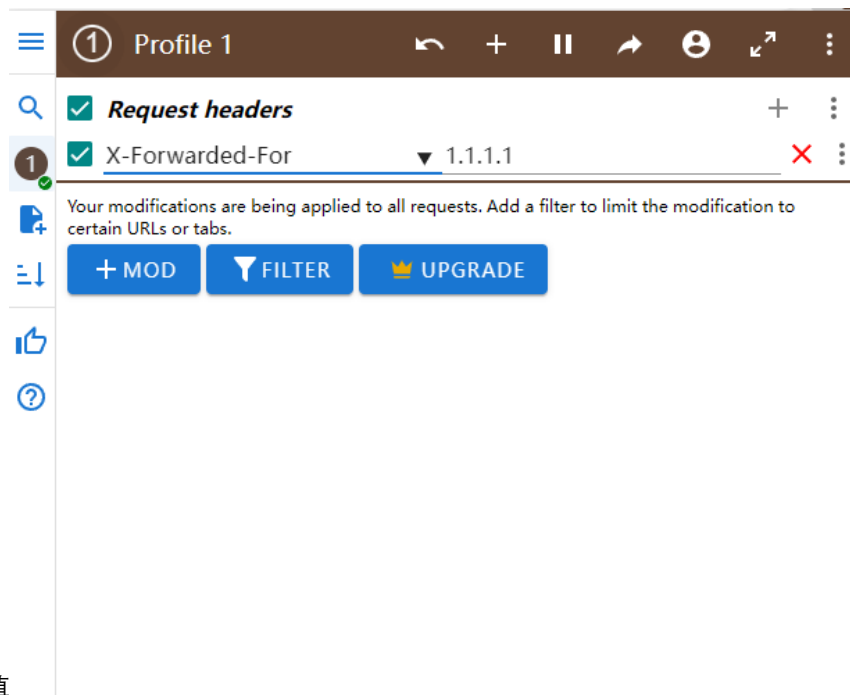 1 Profile 1
Request headers
1
X-Forwarded-For 1.1.1.1
Your modifications are being applied to all requests. Add a filter to limit the modification to
certain URLs or tabs.
+ MOD FILTER UPGRADE